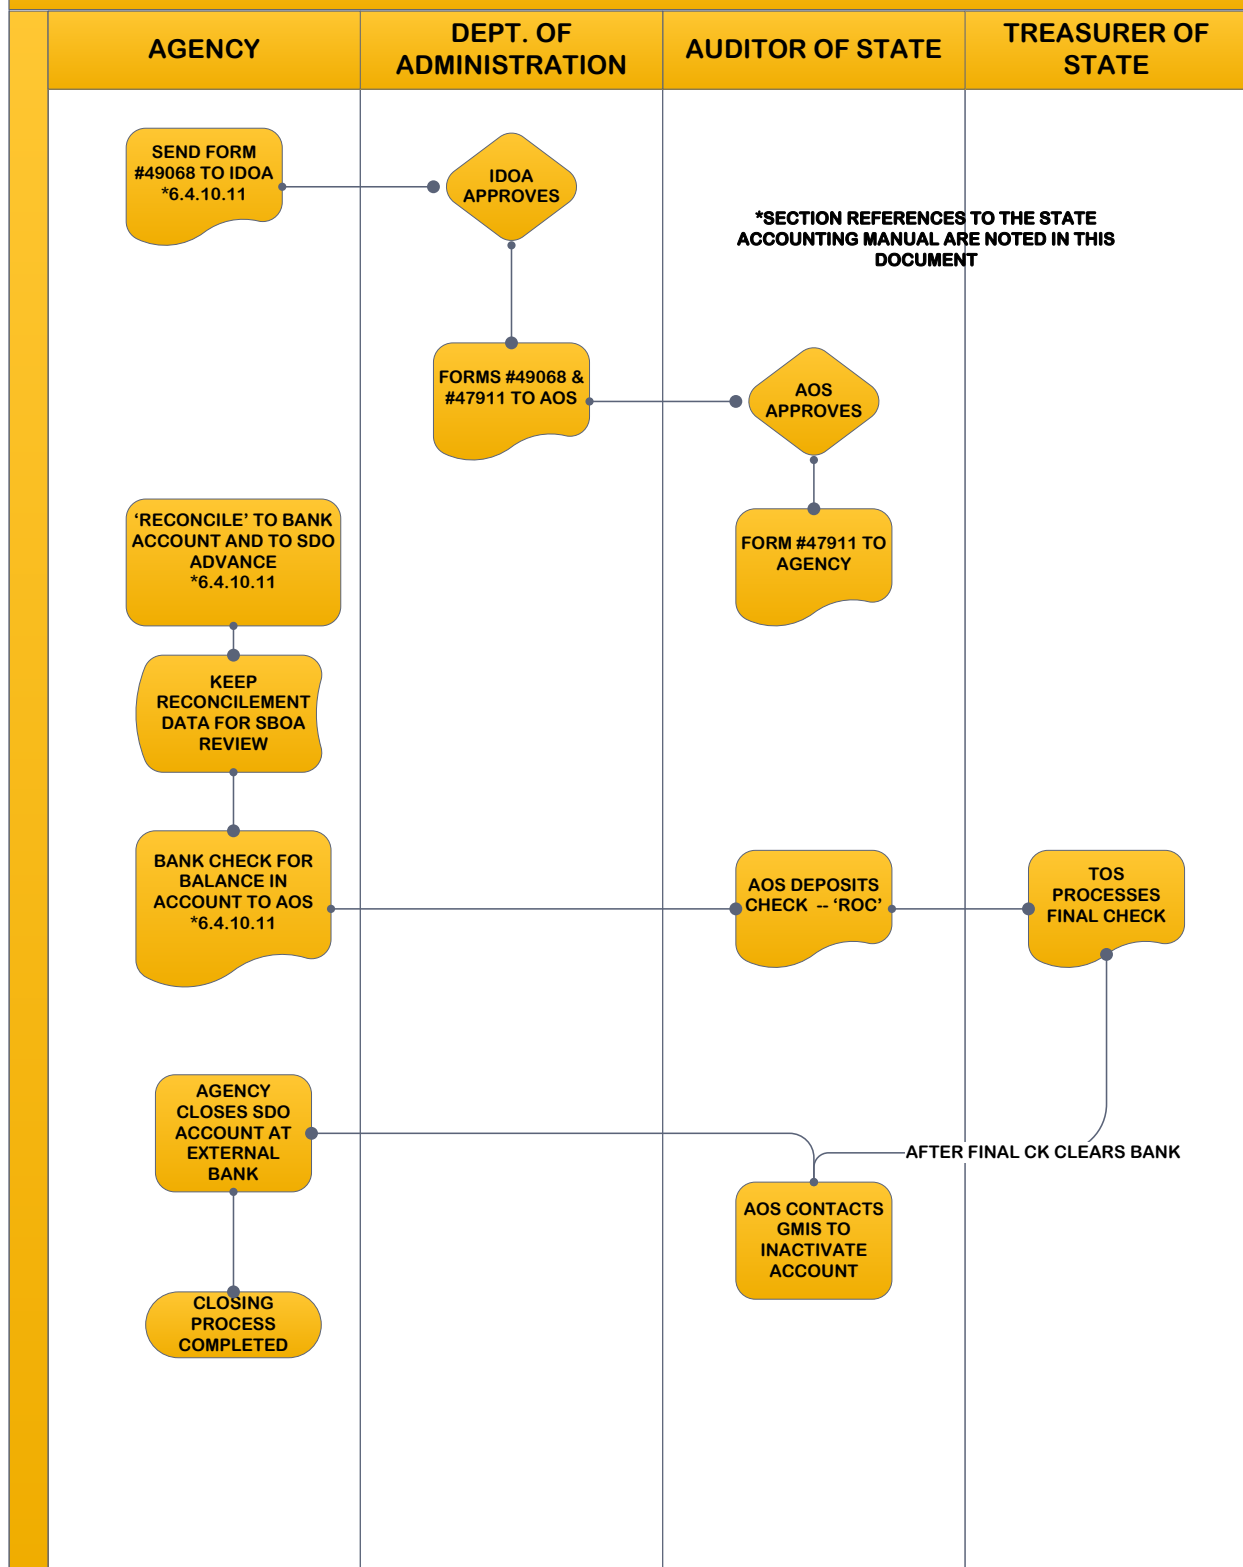 AGENCY
DEPT. OF
ADMINISTRATION
AUDITOR OF STATE
TREASURER OF
STATE
SEND FORM
#49068 TO IDOA
*6.4.10.11
IDOA
APPROVES
*SECTION REFERENCES TO THE STATE
ACCOUNTING MANUAL ARE NOTED IN THIS
DOCUMENT
FORMS #49068 &
#47911 TO AOS
AOS
APPROVES
‘RECONCILE’ TO BANK
ACCOUNT AND TO SDO
ADVANCE
*6.4.10.11
FORM #47911 TO
AGENCY
KEEP
RECONCILEMENT
DATA FOR SBOA
REVIEW
BANK CHECK FOR
BALANCE IN
ACCOUNT TO AOS
*6.4.10.11
AOS DEPOSITS
CHECK -- ‘ROC’
TOS
PROCESSES
FINAL CHECK
AGENCY
CLOSES SDO
ACCOUNT AT
EXTERNAL
BANK
AFTER FINAL CK CLEARS BANK
AOS CONTACTS
GMIS TO
INACTIVATE
ACCOUNT
CLOSING
PROCESS
COMPLETED